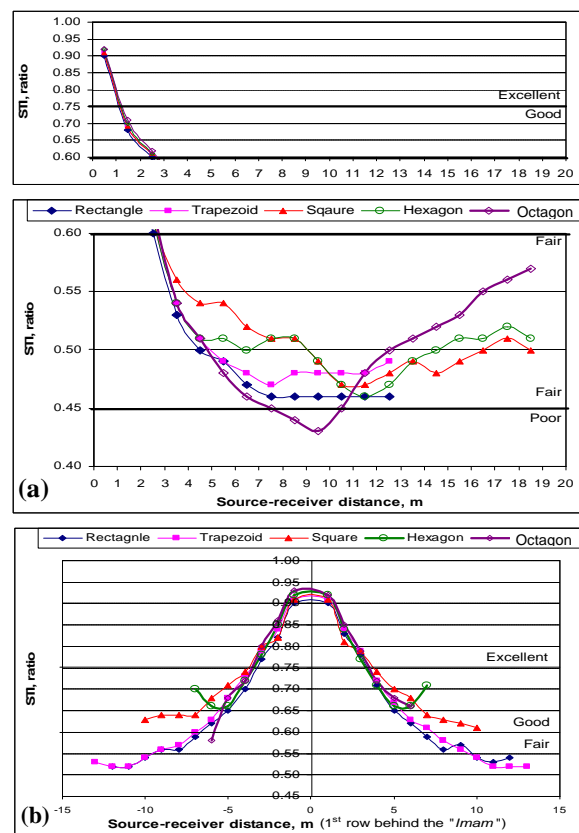 1.00
0.95
0.90
0.85
0.80
0.75
0.70
0.65
0.60
STI, ratio
Excellent
Good
0 1 2 3 4 5 6 7 8 9 10 11 12 13 14 15 16 17 18 19 20
Rectangle Trapezoid Sqaure Hexagon Octagon
0.60
0.55
0.50
0.45
0.40
STI, ratio
Fair
Fair
Poor
0 1 2 3 4 5 6 7 8 9 10 11 12 13 14 15 16 17 18 19 20
(a)
Source-receiver distance, m
Rectagnle Trapezoid Square Hexagon Octagon
1.00
0.95
0.90
0.85
0.80
0.75
0.70
0.65
0.60
0.55
0.50
0.45
STI, ratio
Excellent
Good
Fair
-15 -10 -5 0 5 10 15
(b)
Source-receiver distance, m (1st row behind the "Imam")